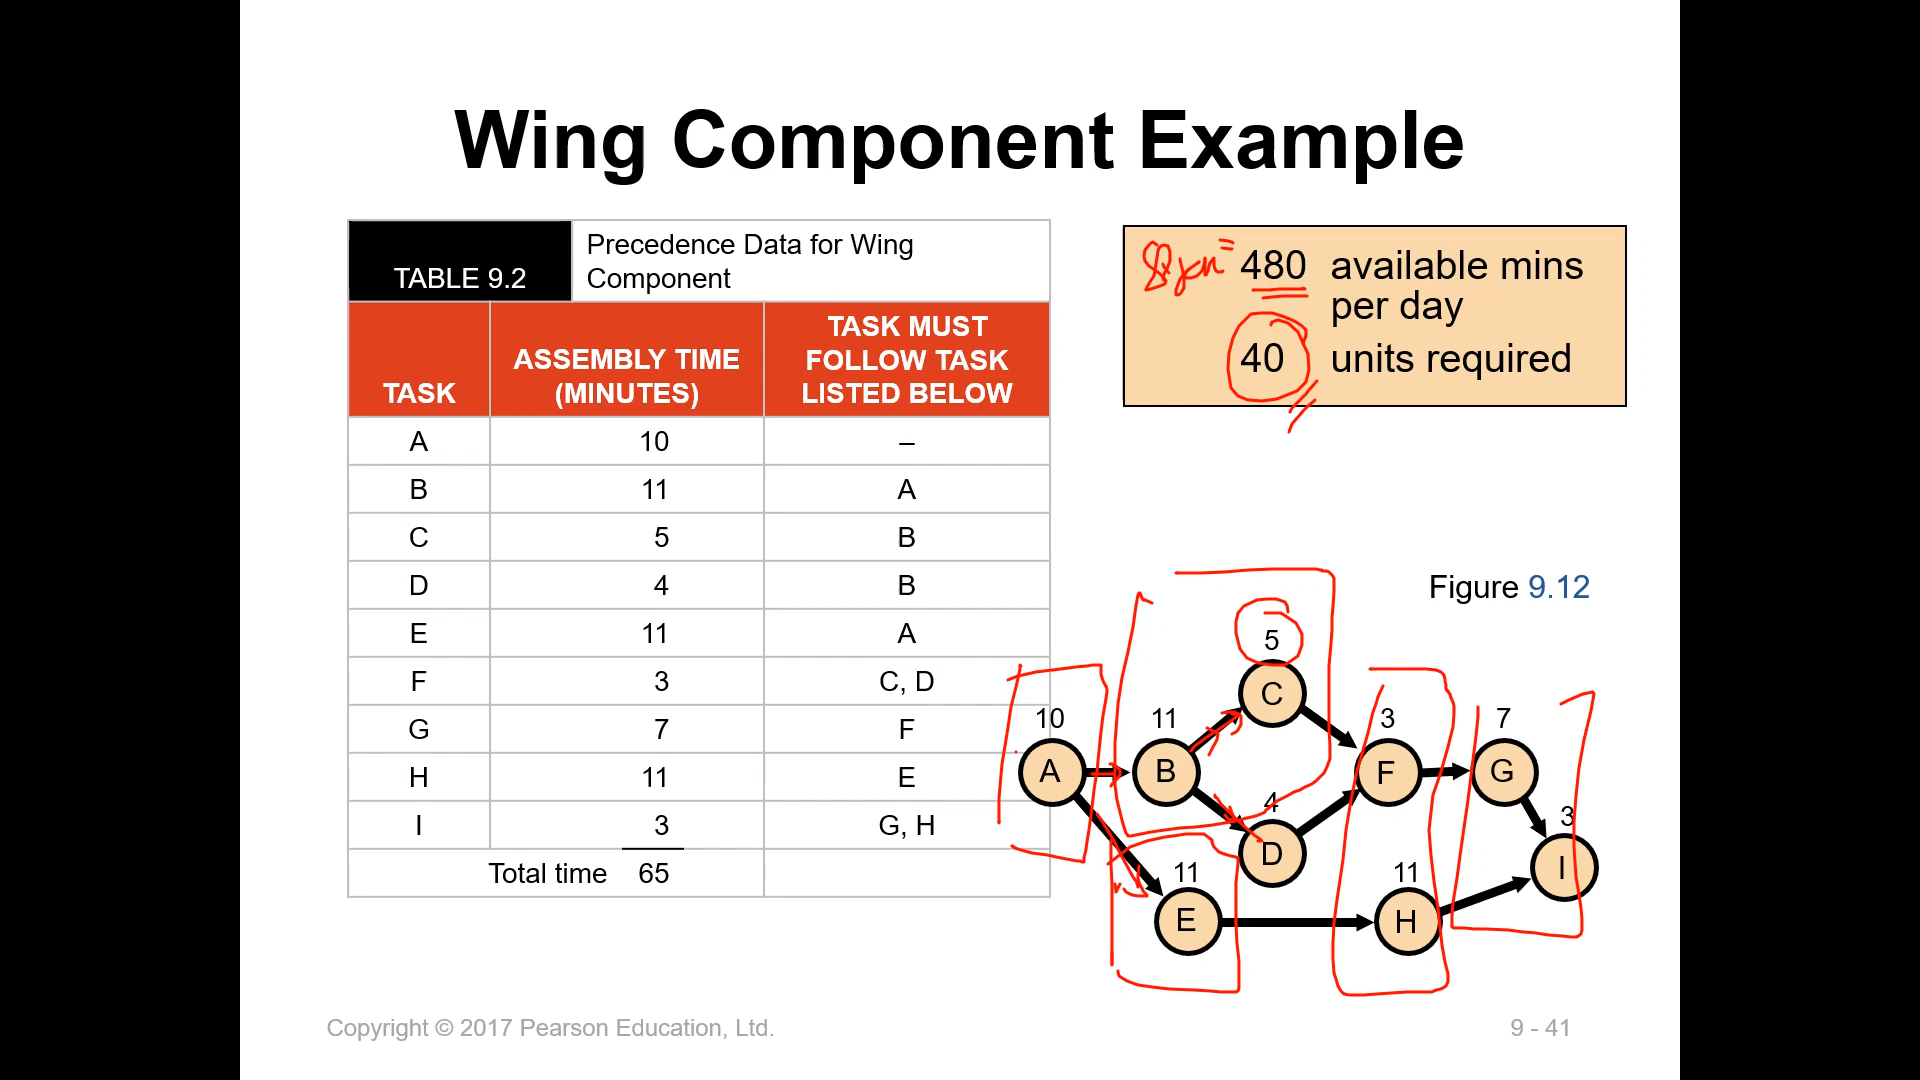 Wing Component Example
TABLE 9.2
Precedence Data for Wing
Component
TASK
ASSEMBLY TIME
(MINUTES)
TASK MUST
FOLLOW TASK
LISTED BELOW
A 10 –
B 11 A
C 5 B
D 4 B
E 11 A
F 3 C, D
G 7 F
H 11 E
I 3 G, H
Total time 65
= 480 available mins
per day
40 units required
Figure 9.12
5
C
10
11
3
7
A
B
F
G
4
3
D
I
11
11
E
H
Copyright © 2017 Pearson Education, Ltd.
9 - 41